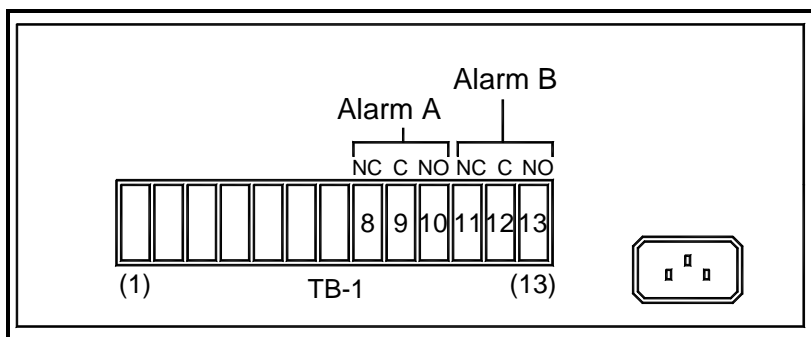 Alarm B
Alarm A
NC C NO NC C NO
8 9 10 11 12 13
(1) TB-1 (13)